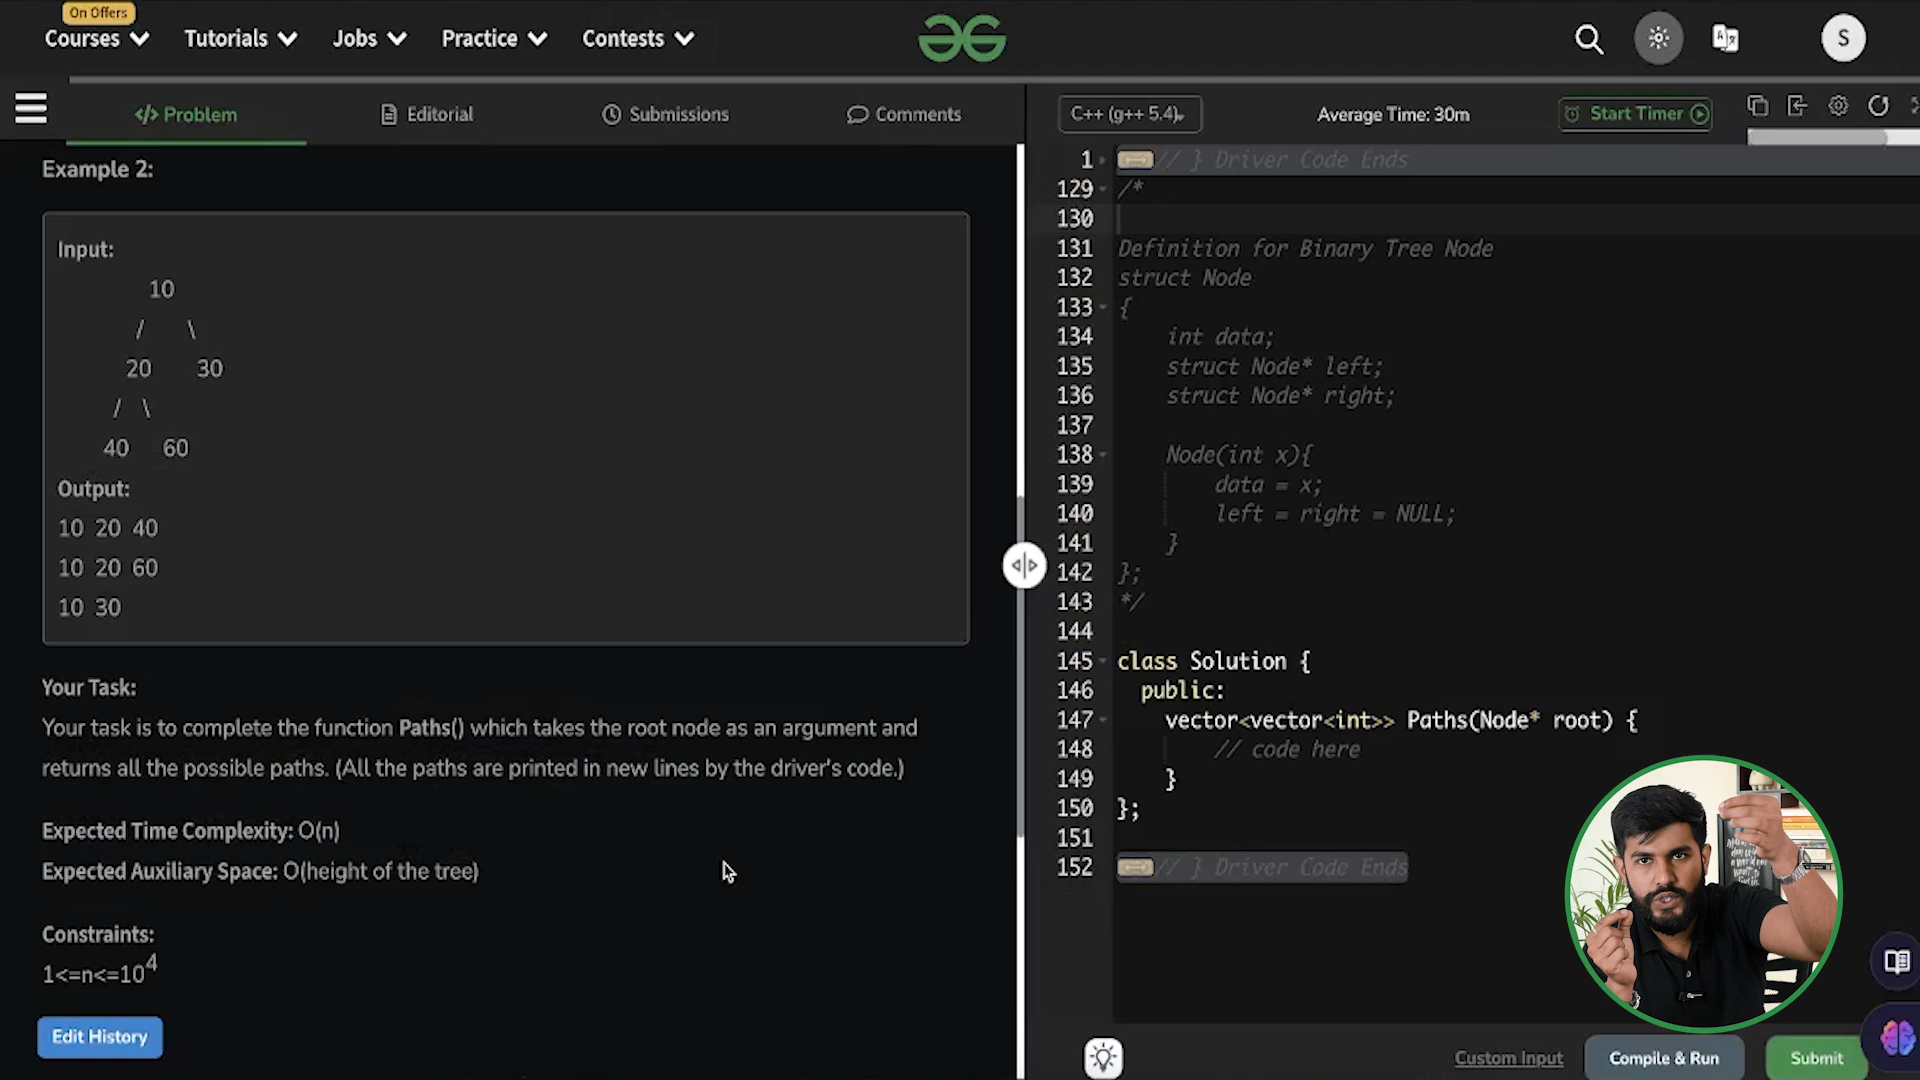 On Offers
Courses Tutorials Jobs Practice Contests
S
Problem Editorial Submissions Comments
C++ (g++ 5.4) Average Time: 30m Start Timer
Example 2:
Input:
10
/ \
20 30
/ \
40 60
Output:
10 20 40
10 20 60
10 30
Your Task:
Your task is to complete the function Paths() which takes the root node as an argument and
returns all the possible paths. (All the paths are printed in new lines by the driver's code.)
Expected Time Complexity: O(n)
Expected Auxiliary Space: O(height of the tree)
Constraints:
1<=n<=10^4
Edit History
1 // } Driver Code Ends
129 /*
130
131 Definition for Binary Tree Node
132 struct Node
133 {
134 int data;
135 struct Node* left;
136 struct Node* right;
137
138 Node(int x){
139 data = x;
140 left = right = NULL;
141 }
142 };
143 */
144
145 class Solution {
146 public:
147 vector<vector<int>> Paths(Node* root) {
148 // code here
149 }
150 };
151
152 // } Driver Code Ends
Custom Input Compile & Run Submit